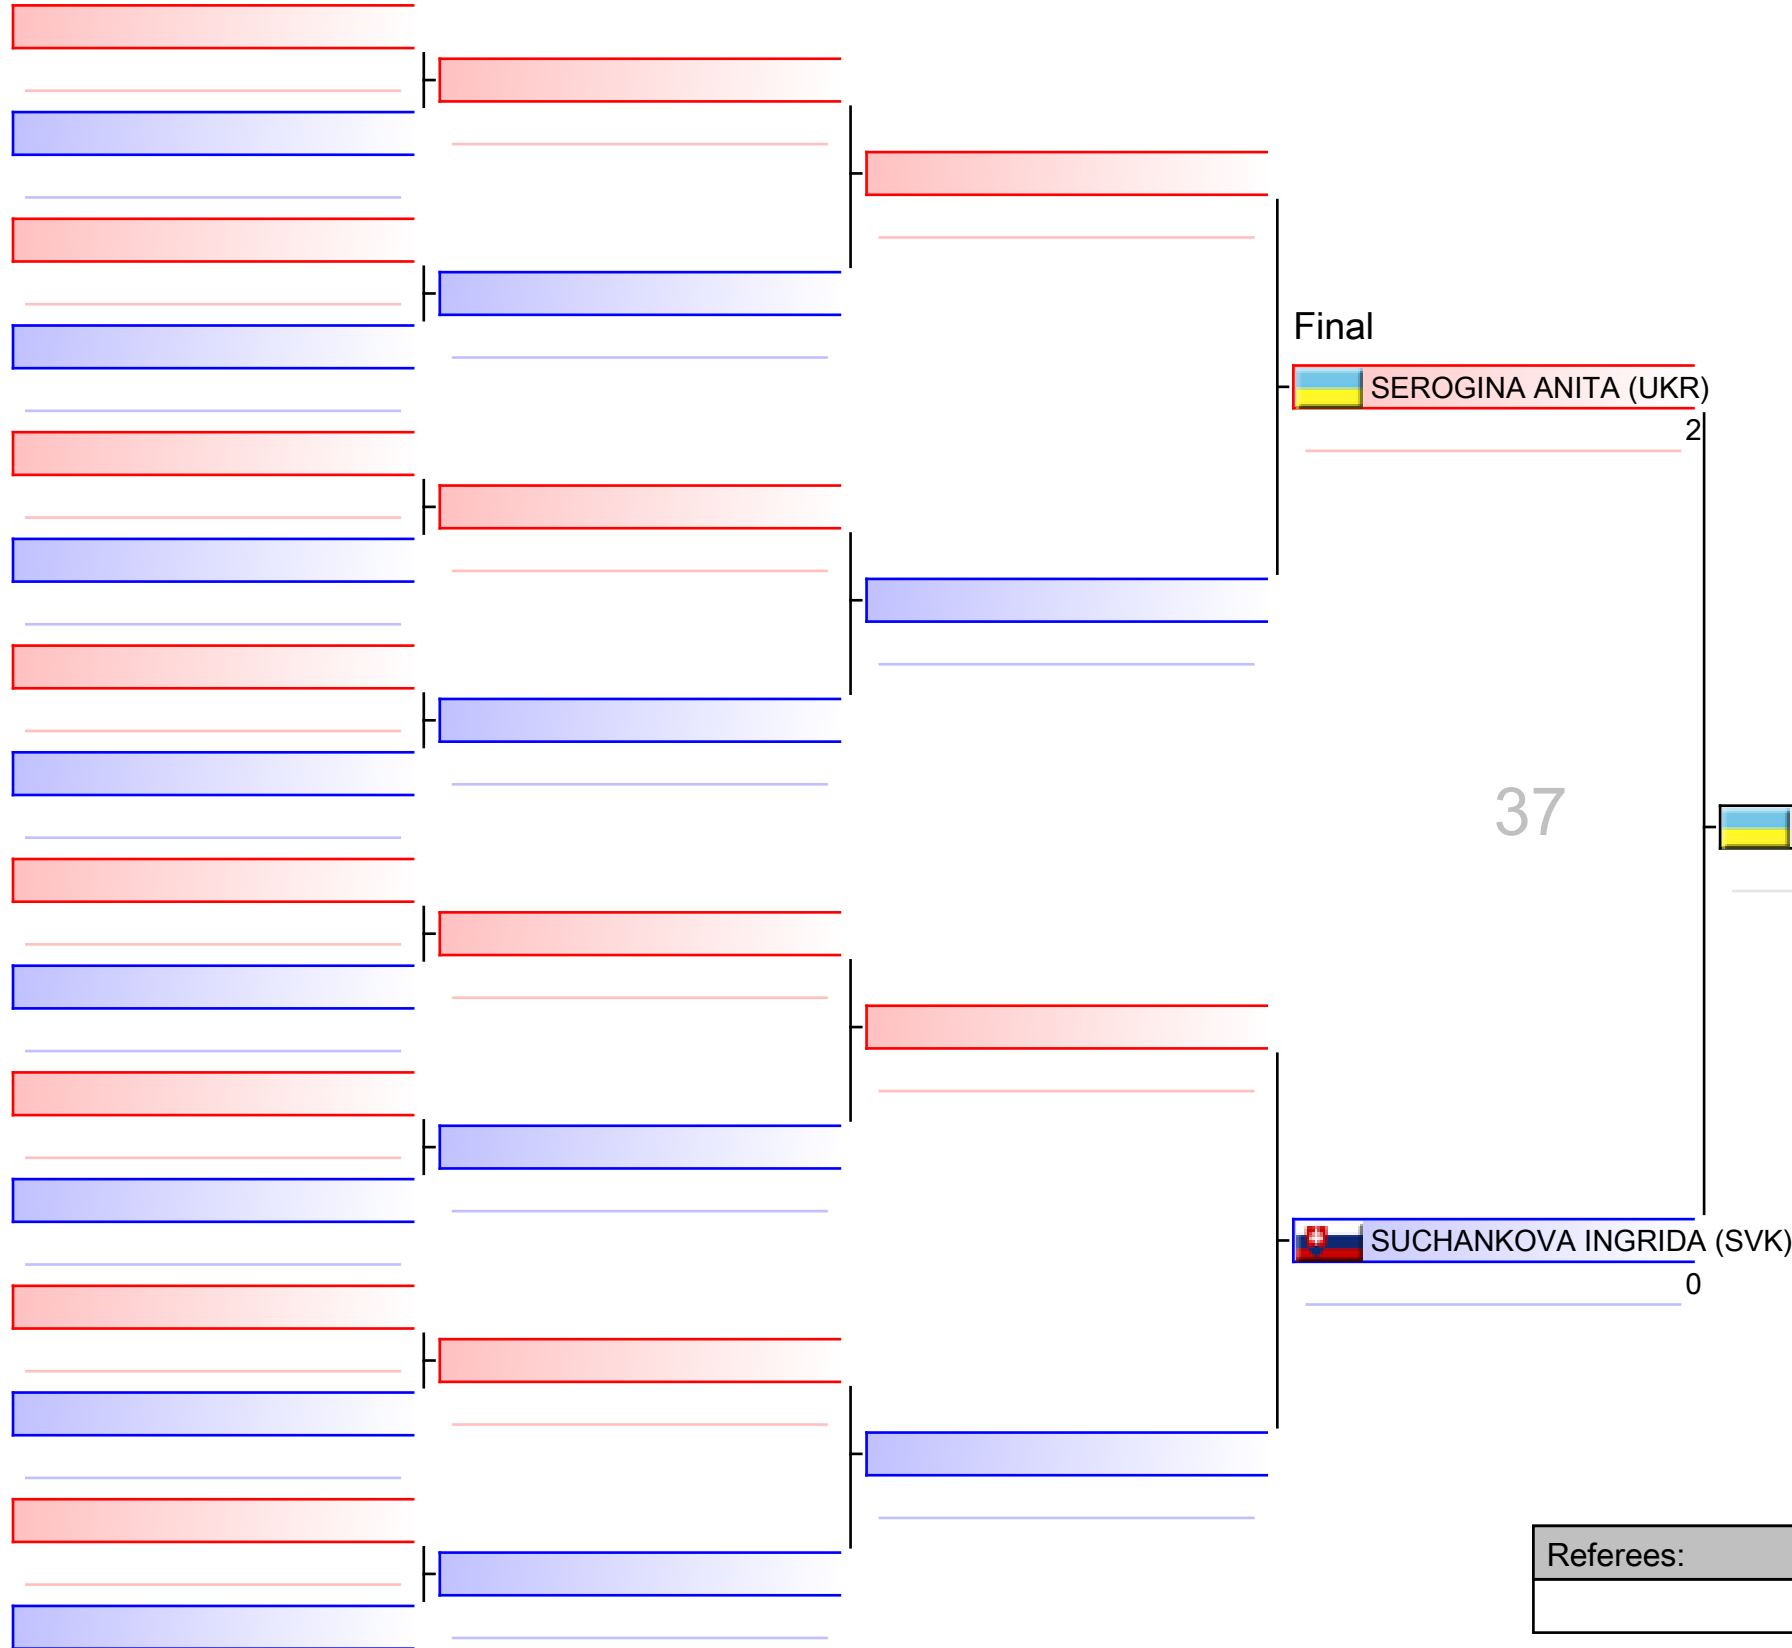 Final
SEROGINA ANITA (UKR)
2
37
SUCHANKOVA INGRIDA (SVK)
0
Referees: